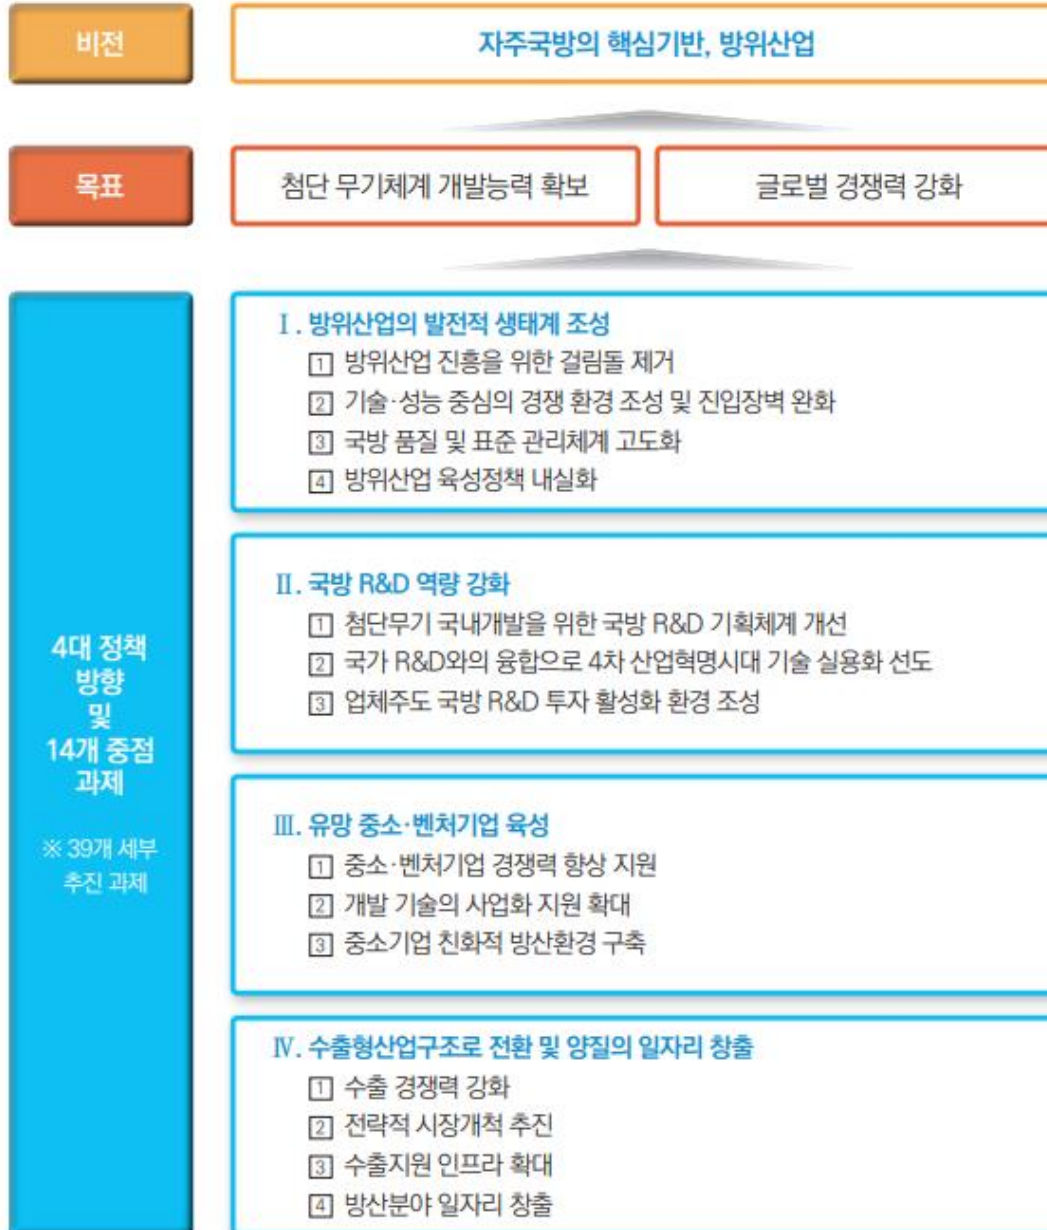 비전
자주국방의 핵심기반, 방위산업
목표
첨단 무기체계 개발능력 확보
글로벌 경쟁력 강화
4대 정책
방향
및
14개 중점
과제
※ 39개 세부
추진 과제
Ⅰ. 방위산업의 발전적 생태계 조성
1 방위산업 진흥을 위한 걸림돌 제거
2 기술·성능 중심의 경쟁 환경 조성 및 진입장벽 완화
3 국방 품질 및 표준 관리체계 고도화
4 방위산업 육성정책 내실화
Ⅱ. 국방 R&D 역량 강화
1 첨단무기 국내개발을 위한 국방 R&D 기획체계 개선
2 국가 R&D와의 융합으로 4차 산업혁명시대 기술 실용화 선도
3 업체주도 국방 R&D 투자 활성화 환경 조성
Ⅲ. 유망 중소·벤처기업 육성
1 중소·벤처기업 경쟁력 향상 지원
2 개발 기술의 사업화 지원 확대
3 중소기업 친화적 방산환경 구축
Ⅳ. 수출형산업구조로 전환 및 양질의 일자리 창출
1 수출 경쟁력 강화
2 전략적 시장개척 추진
3 수출지원 인프라 확대
4 방산분야 일자리 창출